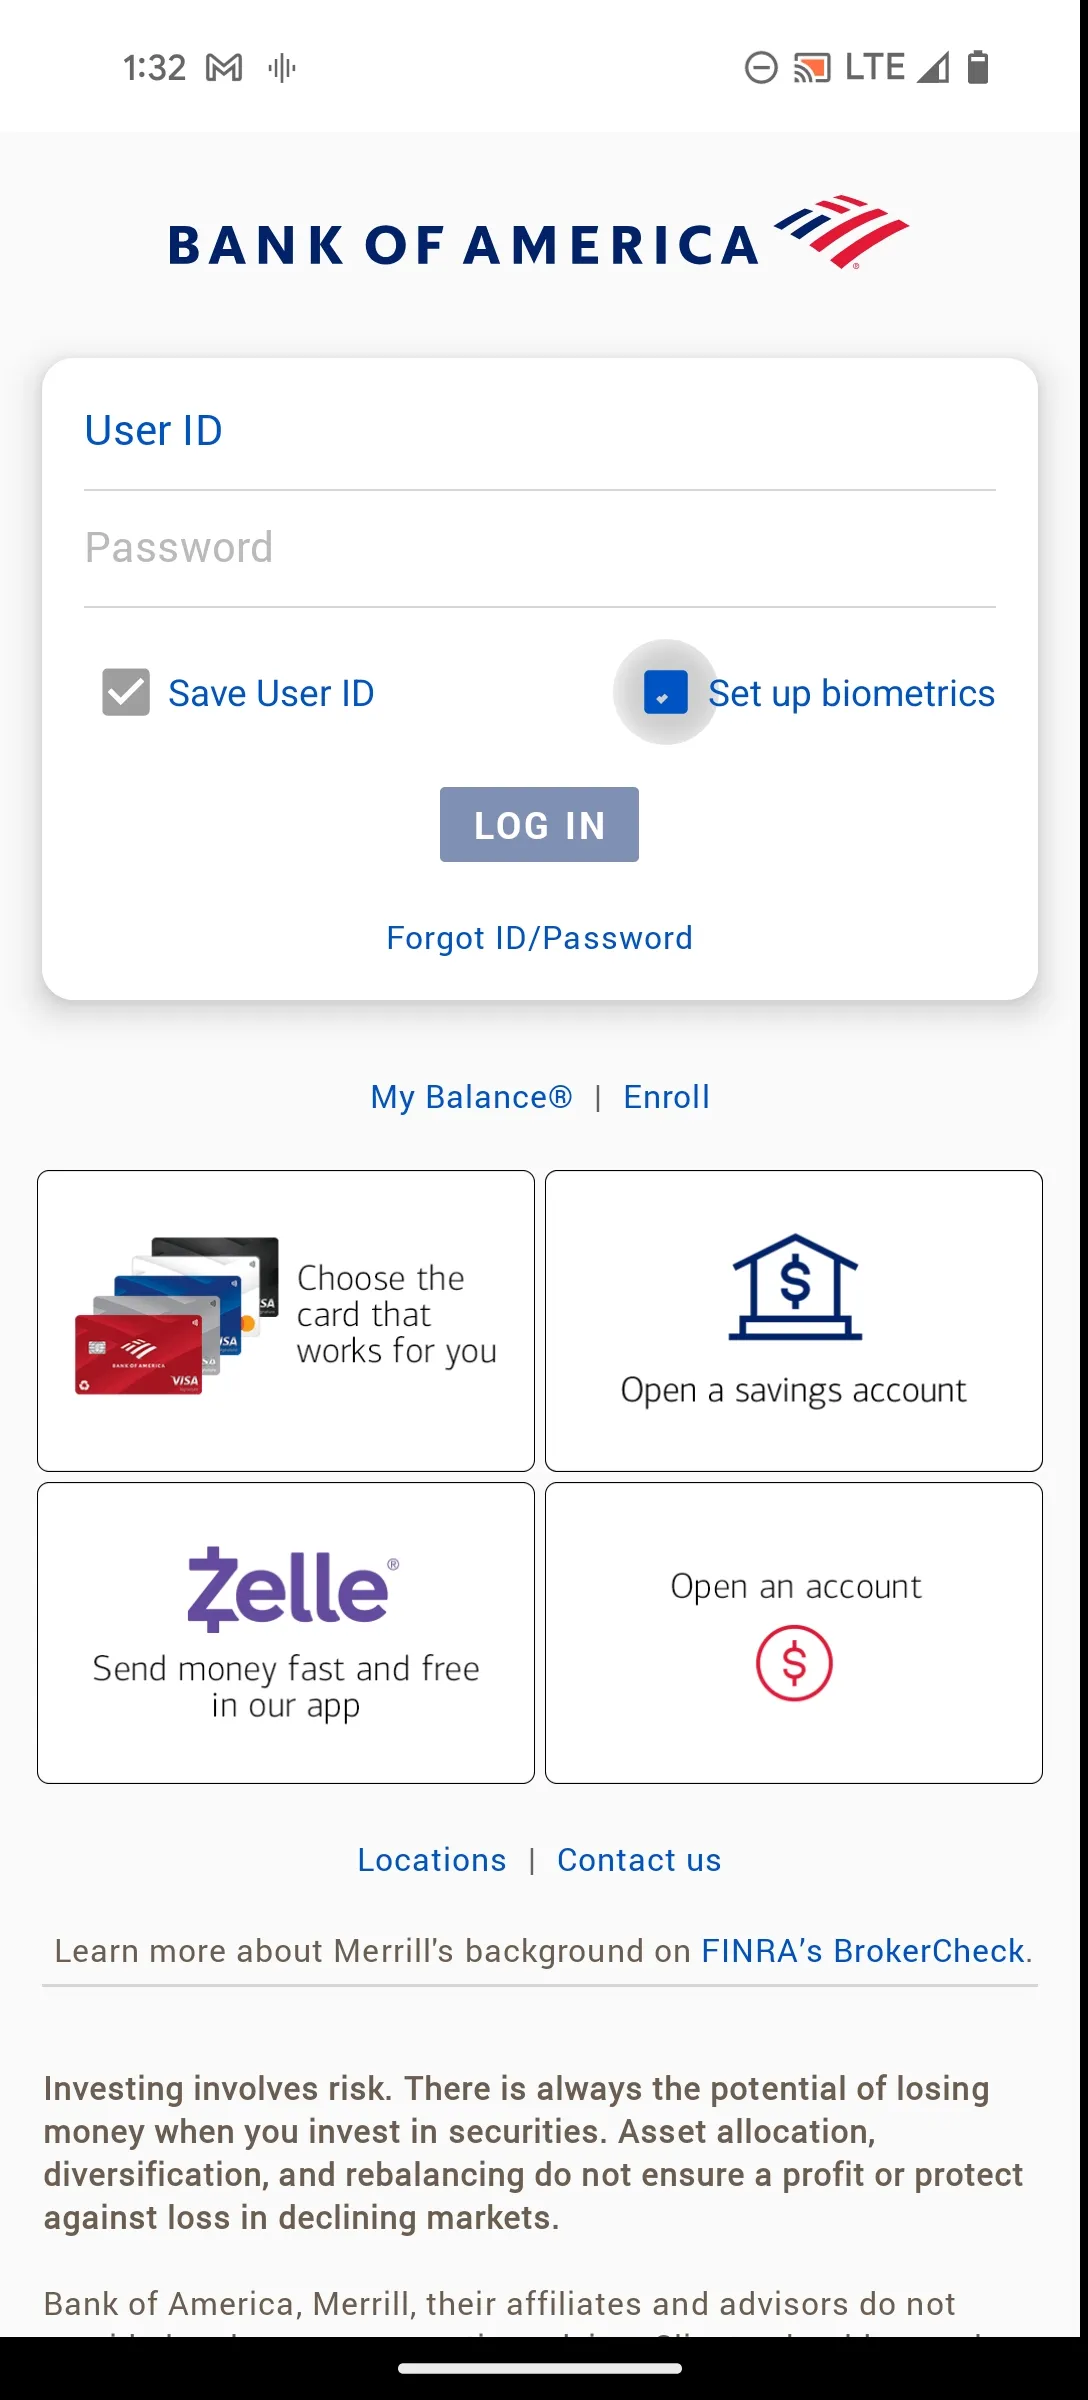 1:32
LTE
BANK OF AMERICA
User ID
Password
Save User ID
Set up biometrics
LOG IN
Forgot ID/Password
My Balance® | Enroll
Choose the
card that
works for you
BANK OF AMERICA
VISA
Open a savings account
Zelle®
Send money fast and free
in our app
Open an account
Locations | Contact us
Learn more about Merrill's background on FINRA's BrokerCheck.
Investing involves risk. There is always the potential of losing
money when you invest in securities. Asset allocation,
diversification, and rebalancing do not ensure a profit or protect
against loss in declining markets.
Bank of America, Merrill, their affiliates and advisors do not